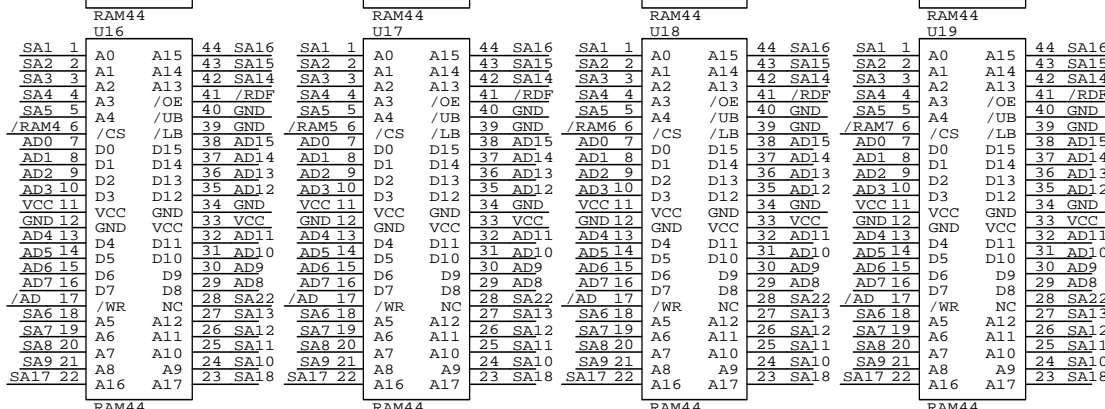 RAM44
U16
SA1 1 A0 A15 44 SA16
SA2 2 A1 A14 43 SA15
SA3 3 A2 A13 42 SA14
SA4 4 A3 /OE 41 /RDF
SA5 5 A4 /UB 40 GND
/RAM4 6 /CS /LB 39 GND
AD0 7 D0 D15 38 AD15
AD1 8 D1 D14 37 AD14
AD2 9 D2 D13 36 AD13
AD3 10 D3 D12 35 AD12
VCC 11 VCC GND 34 GND
GND 12 GND VCC 33 VCC
AD4 13 D4 D11 32 AD11
AD5 14 D5 D10 31 AD10
AD6 15 D6 D9 30 AD9
AD7 16 D7 D8 29 AD8
/AD 17 /WR NC 28 SA22
SA6 18 A5 A12 27 SA13
SA7 19 A6 A11 26 SA12
SA8 20 A7 A10 25 SA11
SA9 21 A8 A9 24 SA10
SA17 22 A16 A17 23 SA18
RAM44
RAM44
U17
SA1 1 A0 A15 44 SA16
SA2 2 A1 A14 43 SA15
SA3 3 A2 A13 42 SA14
SA4 4 A3 /OE 41 /RDF
SA5 5 A4 /UB 40 GND
/RAM5 6 /CS /LB 39 GND
AD0 7 D0 D15 38 AD15
AD1 8 D1 D14 37 AD14
AD2 9 D2 D13 36 AD13
AD3 10 D3 D12 35 AD12
VCC 11 VCC GND 34 GND
GND 12 GND VCC 33 VCC
AD4 13 D4 D11 32 AD11
AD5 14 D5 D10 31 AD10
AD6 15 D6 D9 30 AD9
AD7 16 D7 D8 29 AD8
/AD 17 /WR NC 28 SA22
SA6 18 A5 A12 27 SA13
SA7 19 A6 A11 26 SA12
SA8 20 A7 A10 25 SA11
SA9 21 A8 A9 24 SA10
SA17 22 A16 A17 23 SA18
RAM44
RAM44
U18
SA1 1 A0 A15 44 SA16
SA2 2 A1 A14 43 SA15
SA3 3 A2 A13 42 SA14
SA4 4 A3 /OE 41 /RDF
SA5 5 A4 /UB 40 GND
/RAM6 6 /CS /LB 39 GND
AD0 7 D0 D15 38 AD15
AD1 8 D1 D14 37 AD14
AD2 9 D2 D13 36 AD13
AD3 10 D3 D12 35 AD12
VCC 11 VCC GND 34 GND
GND 12 GND VCC 33 VCC
AD4 13 D4 D11 32 AD11
AD5 14 D5 D10 31 AD10
AD6 15 D6 D9 30 AD9
AD7 16 D7 D8 29 AD8
/AD 17 /WR NC 28 SA22
SA6 18 A5 A12 27 SA13
SA7 19 A6 A11 26 SA12
SA8 20 A7 A10 25 SA11
SA9 21 A8 A9 24 SA10
SA17 22 A16 A17 23 SA18
RAM44
RAM44
U19
SA1 1 A0 A15 44 SA16
SA2 2 A1 A14 43 SA15
SA3 3 A2 A13 42 SA14
SA4 4 A3 /OE 41 /RDF
SA5 5 A4 /UB 40 GND
/RAM7 6 /CS /LB 39 GND
AD0 7 D0 D15 38 AD15
AD1 8 D1 D14 37 AD14
AD2 9 D2 D13 36 AD13
AD3 10 D3 D12 35 AD12
VCC 11 VCC GND 34 GND
GND 12 GND VCC 33 VCC
AD4 13 D4 D11 32 AD11
AD5 14 D5 D10 31 AD10
AD6 15 D6 D9 30 AD9
AD7 16 D7 D8 29 AD8
/AD 17 /WR NC 28 SA22
SA6 18 A5 A12 27 SA13
SA7 19 A6 A11 26 SA12
SA8 20 A7 A10 25 SA11
SA9 21 A8 A9 24 SA10
SA17 22 A16 A17 23 SA18
RAM44